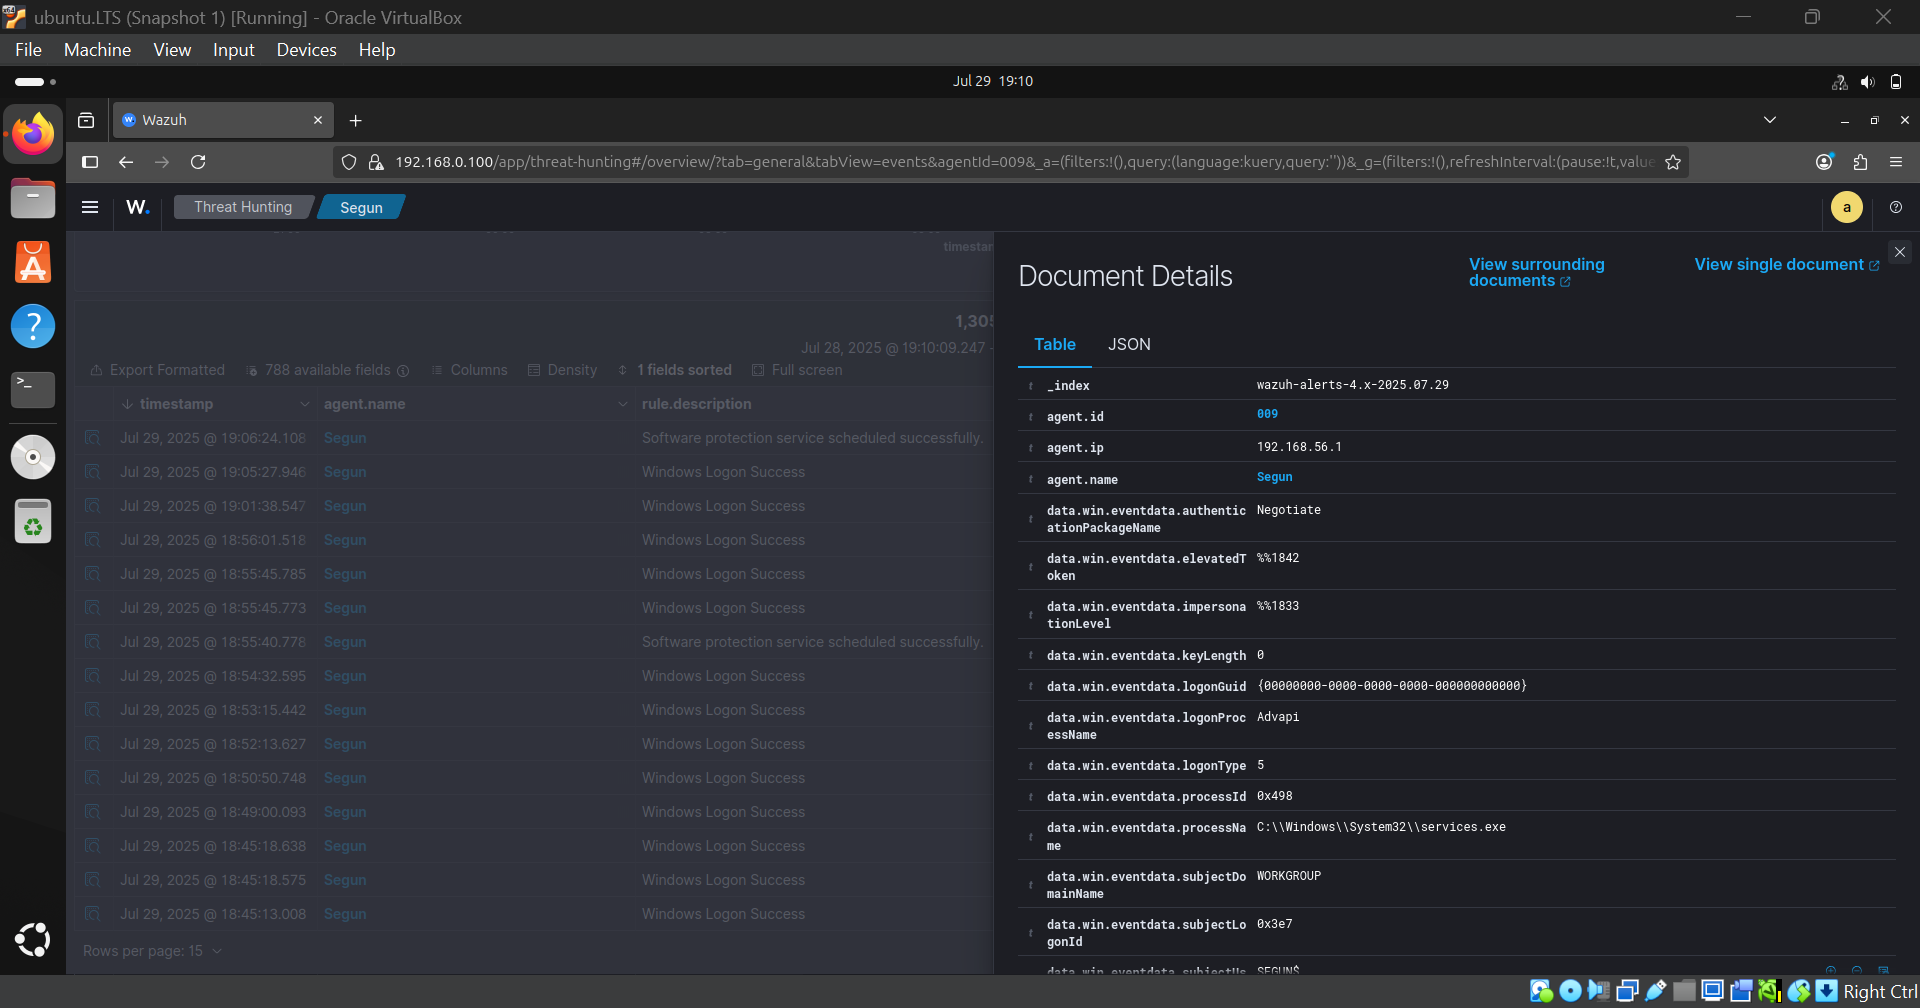 ubuntu.LTS (Snapshot 1) [Running] - Oracle VirtualBox
File Machine View Input Devices Help
Jul 29 19:10
Wazuh
192.168.0.100/app/threat-hunting#/overview/?tab=general&tabView=events&agentId=009&_a=(filters:!(),query:(language:kuery,query:''))&_g=(filters:!(),refreshInterval:(pause:!t,value
W. Threat Hunting Segun a
timestam
1,305
Jul 28, 2025 @ 19:10:09.247 -
Export Formatted 788 available fields Columns Density 1 fields sorted Full screen
timestamp agent.name rule.description
Jul 29, 2025 @ 19:06:24.108 Segun Software protection service scheduled successfully.
Jul 29, 2025 @ 19:05:27.946 Segun Windows Logon Success
Jul 29, 2025 @ 19:01:38.547 Segun Windows Logon Success
Jul 29, 2025 @ 18:56:01.518 Segun Windows Logon Success
Jul 29, 2025 @ 18:55:45.785 Segun Windows Logon Success
Jul 29, 2025 @ 18:55:45.773 Segun Windows Logon Success
Jul 29, 2025 @ 18:55:40.778 Segun Software protection service scheduled successfully.
Jul 29, 2025 @ 18:54:32.595 Segun Windows Logon Success
Jul 29, 2025 @ 18:53:15.442 Segun Windows Logon Success
Jul 29, 2025 @ 18:52:13.627 Segun Windows Logon Success
Jul 29, 2025 @ 18:50:50.748 Segun Windows Logon Success
Jul 29, 2025 @ 18:49:00.093 Segun Windows Logon Success
Jul 29, 2025 @ 18:45:18.638 Segun Windows Logon Success
Jul 29, 2025 @ 18:45:18.575 Segun Windows Logon Success
Jul 29, 2025 @ 18:45:13.008 Segun Windows Logon Success
Rows per page: 15
Document Details
View surrounding
documents
View single document
Table JSON
t _index wazuh-alerts-4.x-2025.07.29
t agent.id 009
t agent.ip 192.168.56.1
t agent.name Segun
t data.win.eventdata.authentic Negotiate
ationPackageName
t data.win.eventdata.elevatedT %%1842
oken
t data.win.eventdata.impersona %%1833
tionLevel
t data.win.eventdata.keyLength 0
t data.win.eventdata.logonGuid {00000000-0000-0000-0000-000000000000}
t data.win.eventdata.logonProc Advapi
essName
t data.win.eventdata.logonType 5
t data.win.eventdata.processId 0x498
t data.win.eventdata.processNa C:\\Windows\\System32\\services.exe
me
t data.win.eventdata.subjectDo WORKGROUP
mainName
t data.win.eventdata.subjectLo 0x3e7
gonId
data.win.eventdata.subjectUs SEGUN$
Right Ctrl